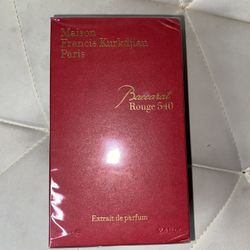 Maison
Francis Kurkdjian
Paris
Baccarat
Rouge 540
Extrait de parfum